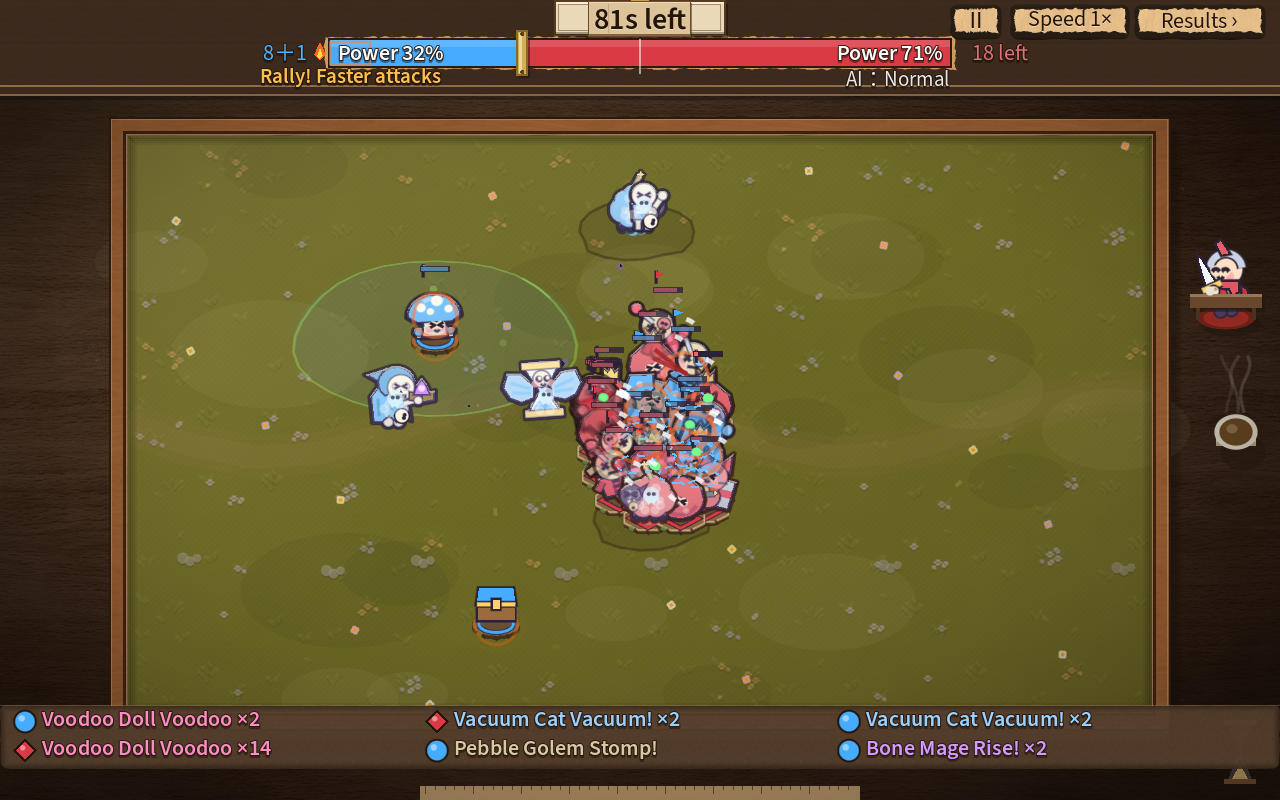 81s left
Speed 1×
Results ›
8+1
Power 32%
Power 71%
18 left
Rally! Faster attacks
AI：Normal
Voodoo Doll Voodoo ×2
Vacuum Cat Vacuum! ×2
Vacuum Cat Vacuum! ×2
Voodoo Doll Voodoo ×14
Pebble Golem Stomp!
Bone Mage Rise! ×2